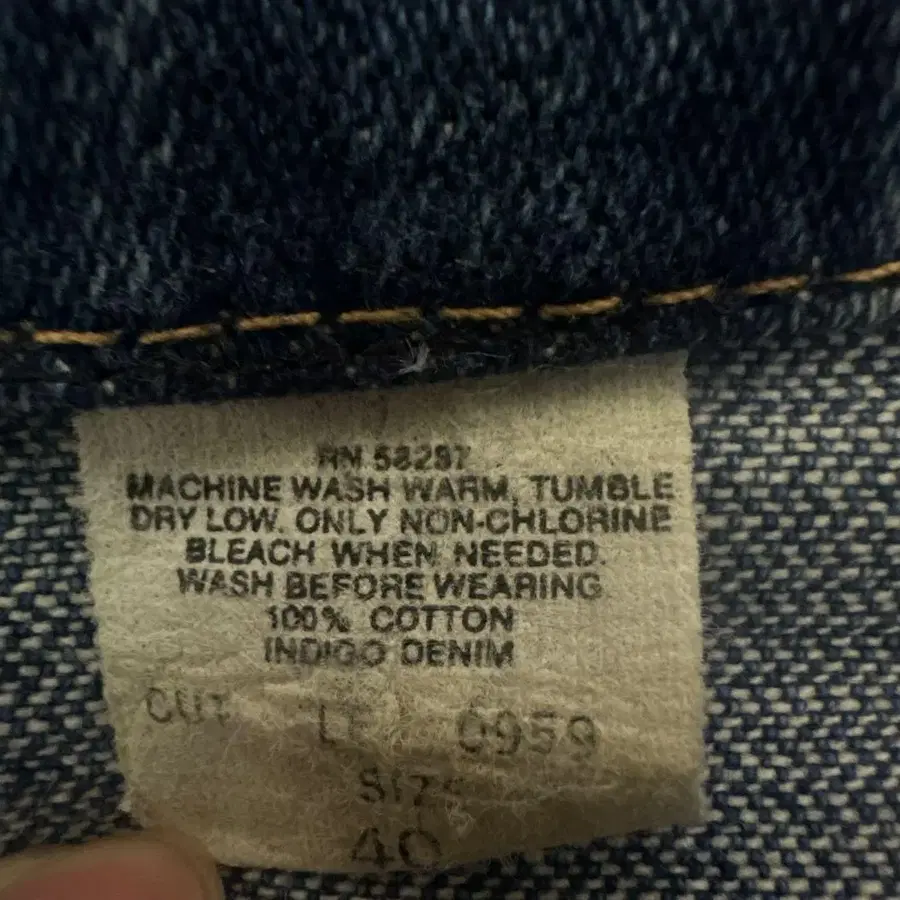 RN 58287
MACHINE WASH WARM, TUMBLE
DRY LOW. ONLY NON-CHLORINE
BLEACH WHEN NEEDED.
WASH BEFORE WEARING
100% COTTON
INDIGO DENIM
CUT 0959
SIZE
40